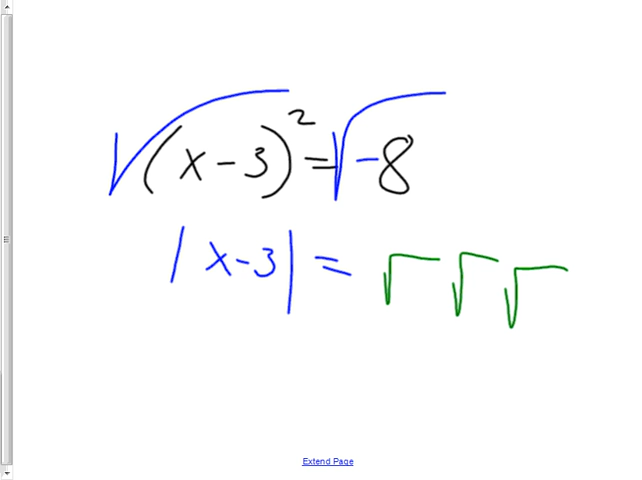 √(x-3)² = √-8
|x-3| = √ √ √
Extend Page